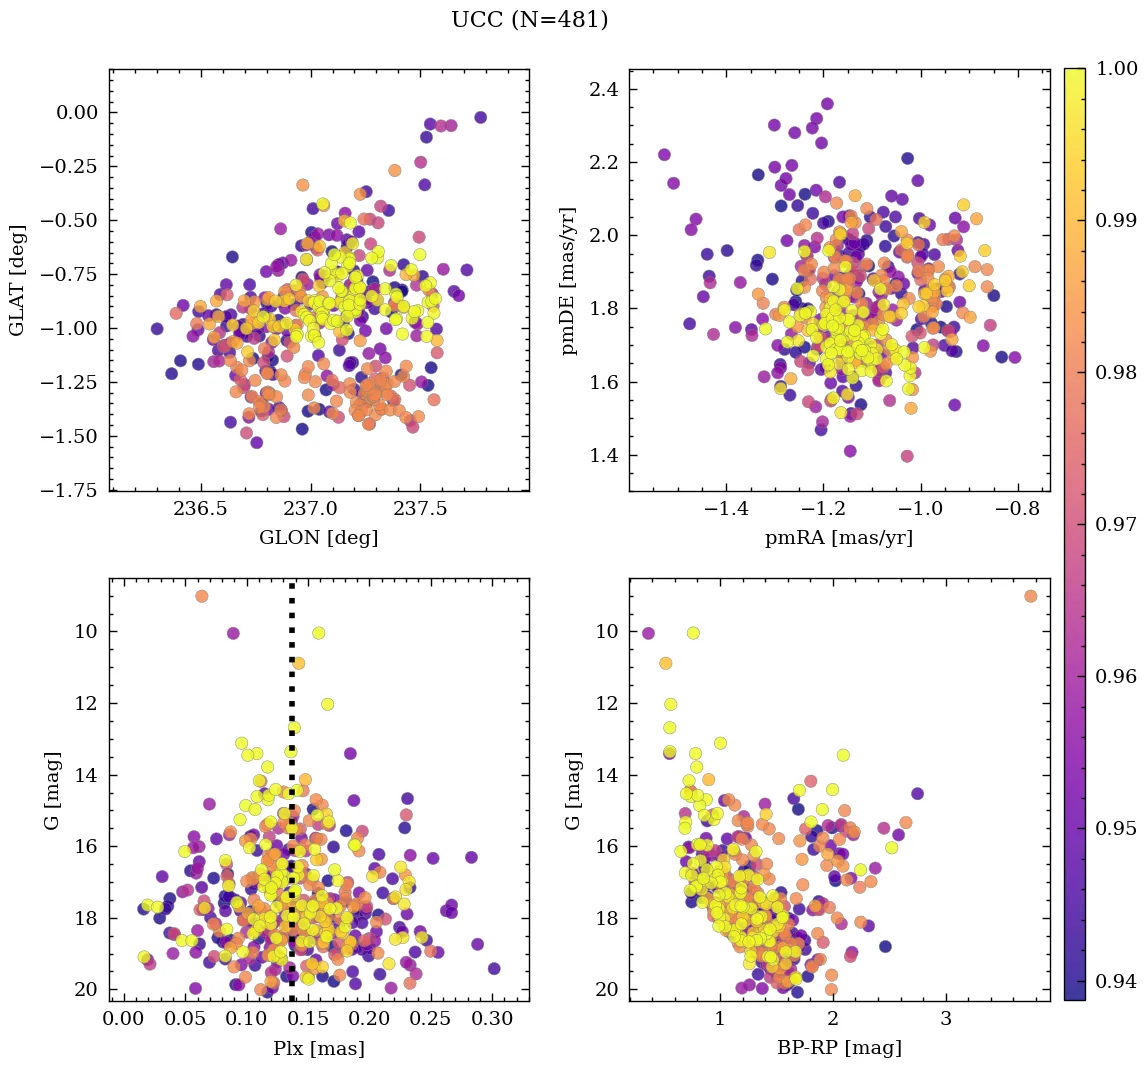 UCC (N=481)
0.00
−0.25
−0.50
−0.75
−1.00
−1.25
−1.50
−1.75
GLAT [deg]
236.5 237.0 237.5
GLON [deg]
2.4
2.2
2.0
1.8
1.6
1.4
pmDE [mas/yr]
−1.4 −1.2 −1.0 −0.8
pmRA [mas/yr]
1.00
0.99
0.98
0.97
0.96
0.95
0.94
10
12
14
16
18
20
G [mag]
0.00 0.05 0.10 0.15 0.20 0.25 0.30
Plx [mas]
10
12
14
16
18
20
G [mag]
1 2 3
BP-RP [mag]